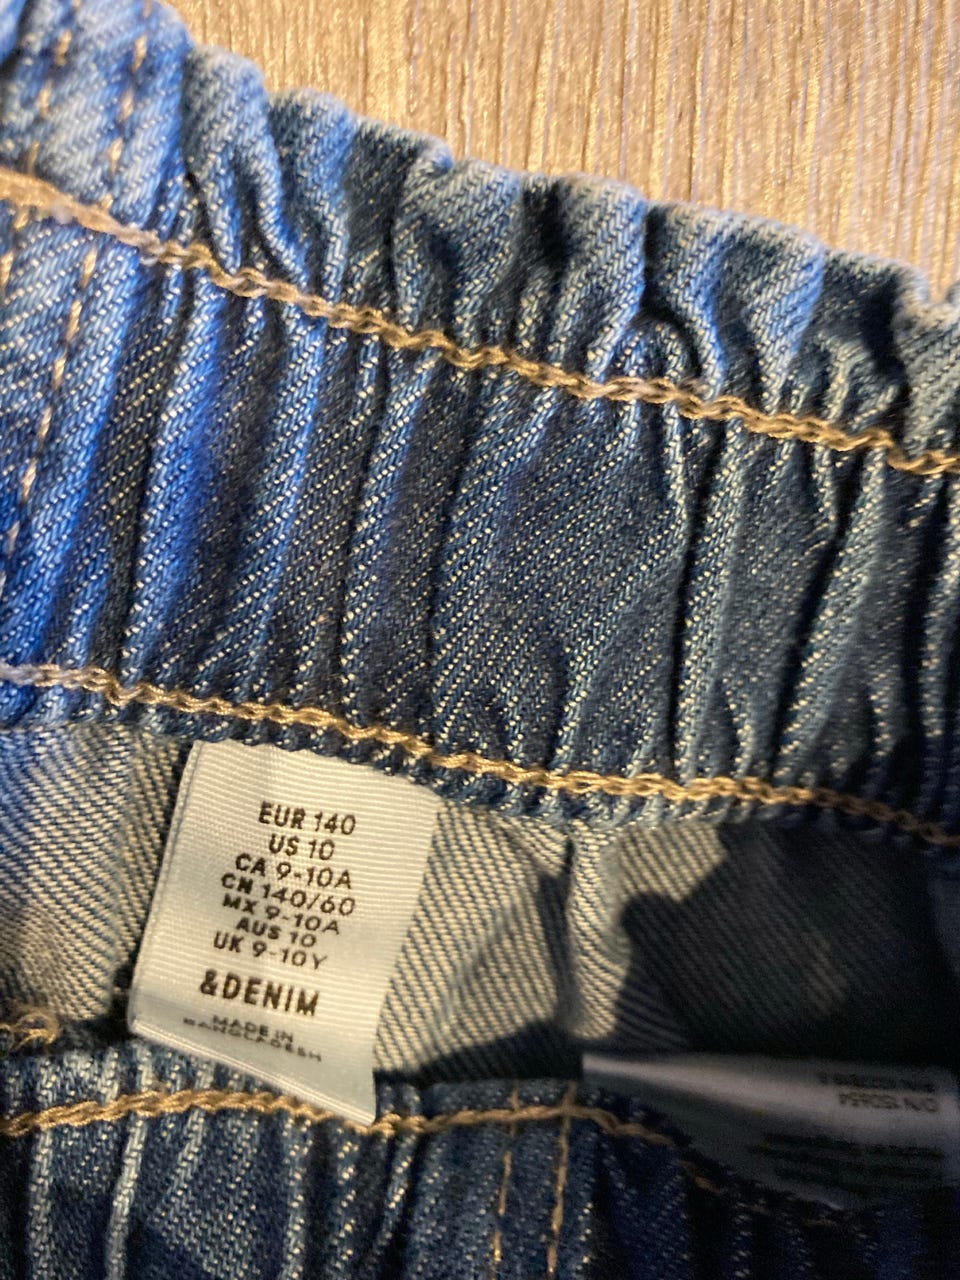 EUR 140
US 10
CA 9-10A
CN 140/60
MX 9-10A
AUS 10
UK 9-10Y
&DENIM
MADE IN
BANGLADESH